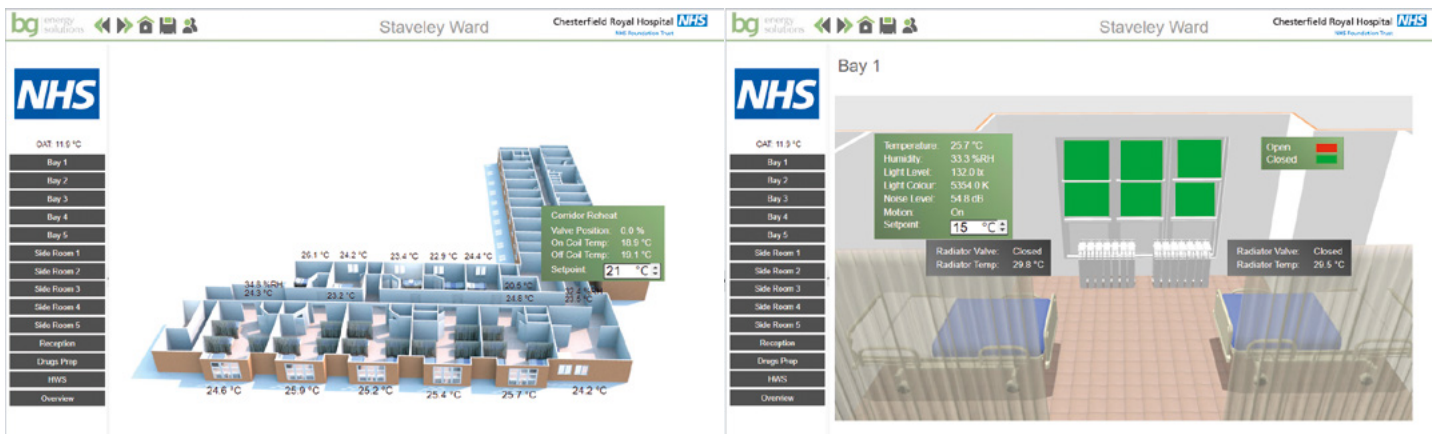 bg energy solutions
Staveley Ward
Chesterfield Royal Hospital NHS
NHS Foundation Trust
NHS
OAT: 11.9 °C
Bay 1
Bay 2
Bay 3
Bay 4
Bay 5
Side Room 1
Side Room 2
Side Room 3
Side Room 4
Side Room 5
Reception
Drugs Prep
HWS
Overview
Corridor Reheat
Valve Position: 0.0 %
On Coil Temp: 18.9 °C
Off Coil Temp: 19.1 °C
Setpoint 21 °C
26.1 °C 24.2 °C 23.4 °C 22.9 °C 24.4 °C
34.8 %RH
24.3 °C
23.2 °C
20.5 °C
24.6 °C
23.5 °C
24.6 °C 25.9 °C 25.2 °C 25.4 °C 25.7 °C 24.2 °C
bg energy solutions
Staveley Ward
Chesterfield Royal Hospital NHS
NHS Foundation Trust
NHS
OAT: 11.9 °C
Bay 1
Bay 2
Bay 3
Bay 4
Bay 5
Side Room 1
Side Room 2
Side Room 3
Side Room 4
Side Room 5
Reception
Drugs Prep
HWS
Overview
Bay 1
Temperature: 25.7 °C
Humidity: 33.3 %RH
Light Level: 132.0 lx
Light Colour: 5354.0 K
Noise Level: 54.8 dB
Motion: On
Setpoint: 15 °C
Open
Closed
Radiator Valve: Closed
Radiator Temp: 29.8 °C
Radiator Valve: Closed
Radiator Temp: 29.5 °C